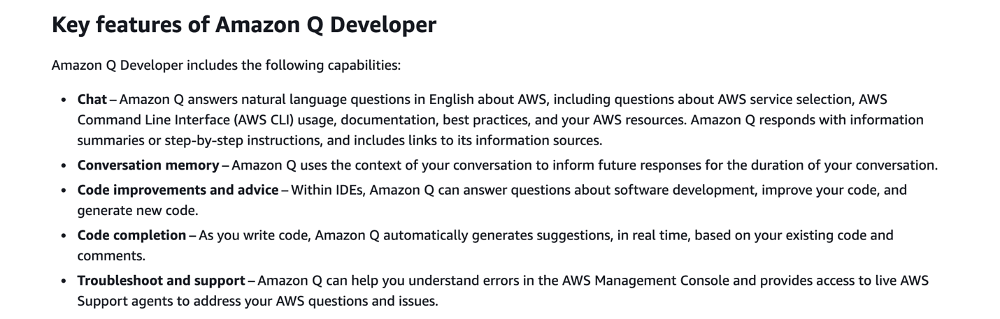 Key features of Amazon Q Developer
Amazon Q Developer includes the following capabilities:
• Chat – Amazon Q answers natural language questions in English about AWS, including questions about AWS service selection, AWS
Command Line Interface (AWS CLI) usage, documentation, best practices, and your AWS resources. Amazon Q responds with information
summaries or step-by-step instructions, and includes links to its information sources.
• Conversation memory – Amazon Q uses the context of your conversation to inform future responses for the duration of your conversation.
• Code improvements and advice – Within IDEs, Amazon Q can answer questions about software development, improve your code, and
generate new code.
• Code completion – As you write code, Amazon Q automatically generates suggestions, in real time, based on your existing code and
comments.
• Troubleshoot and support – Amazon Q can help you understand errors in the AWS Management Console and provides access to live AWS
Support agents to address your AWS questions and issues.